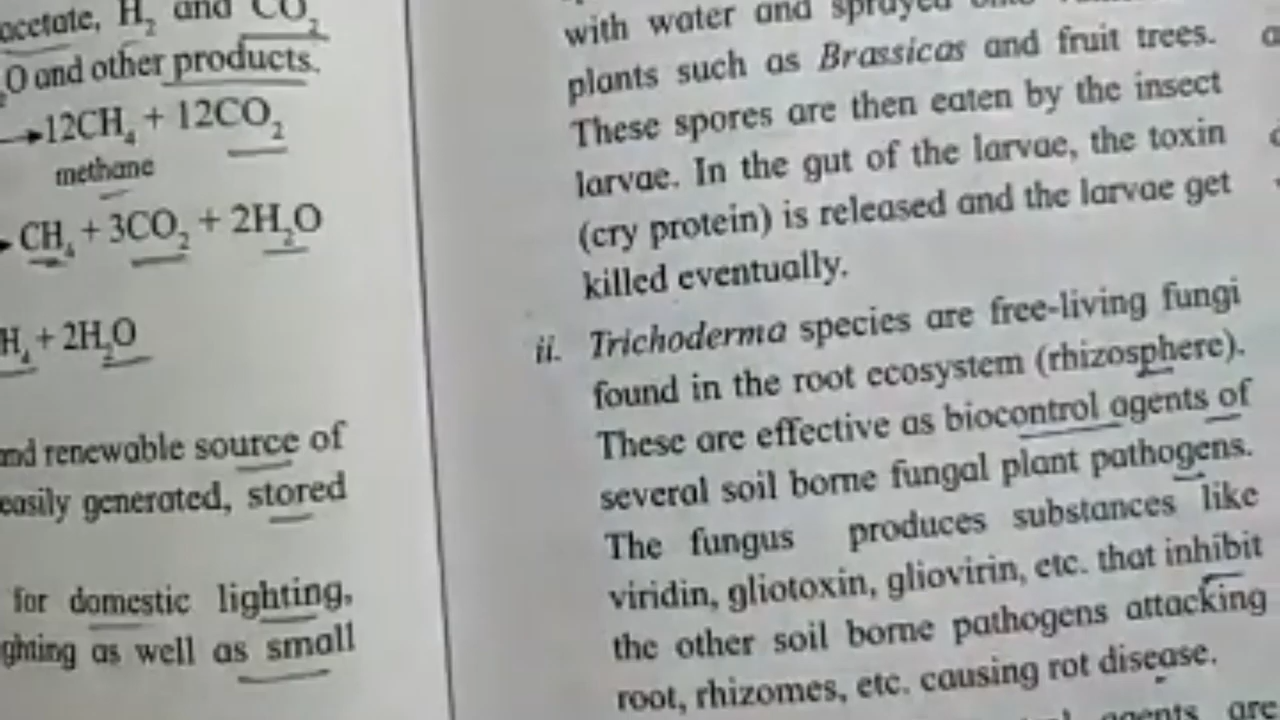 acetate, H₂ and CO₂
₂O and other products.
→12CH₄ + 12CO₂
methane
CH₄ + 3CO₂ + 2H₂O
H₄ + 2H₂O
and renewable source of
easily generated, stored
for domestic lighting,
ghting as well as small
with water and sprayed onto
plants such as Brassicas and fruit trees.
These spores are then eaten by the insect
larvae. In the gut of the larvae, the toxin
(cry protein) is released and the larvae get
killed eventually.
ii. Trichoderma species are free-living fungi
found in the root ecosystem (rhizosphere).
These are effective as biocontrol agents of
several soil borne fungal plant pathogens.
The fungus produces substances like
viridin, gliotoxin, gliovirin, etc. that inhibit
the other soil borne pathogens attacking
root, rhizomes, etc. causing rot disease.
agents are